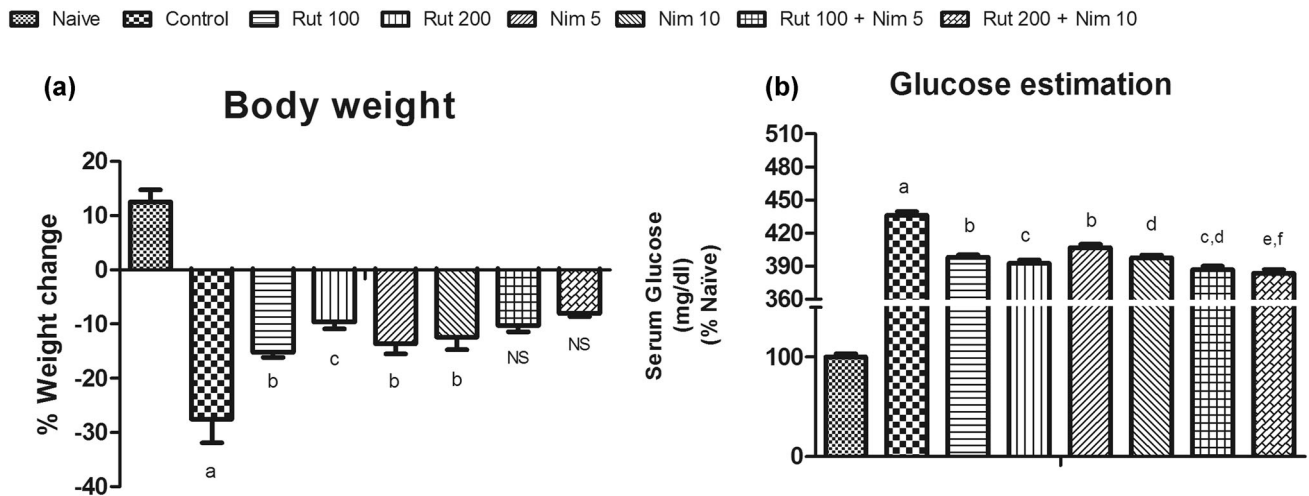 Naive Control Rut 100 Rut 200 Nim 5 Nim 10 Rut 100 + Nim 5 Rut 200 + Nim 10
(a)
Body weight
% Weight change
20
10
0
-10
-20
-30
-40
a
b
c
b
b
NS
NS
(b)
Glucose estimation
Serum Glucose
(mg/dl)
(% Naïve)
510
480
450
420
390
360
100
0
a
b
c
b
d
c,d
e,f